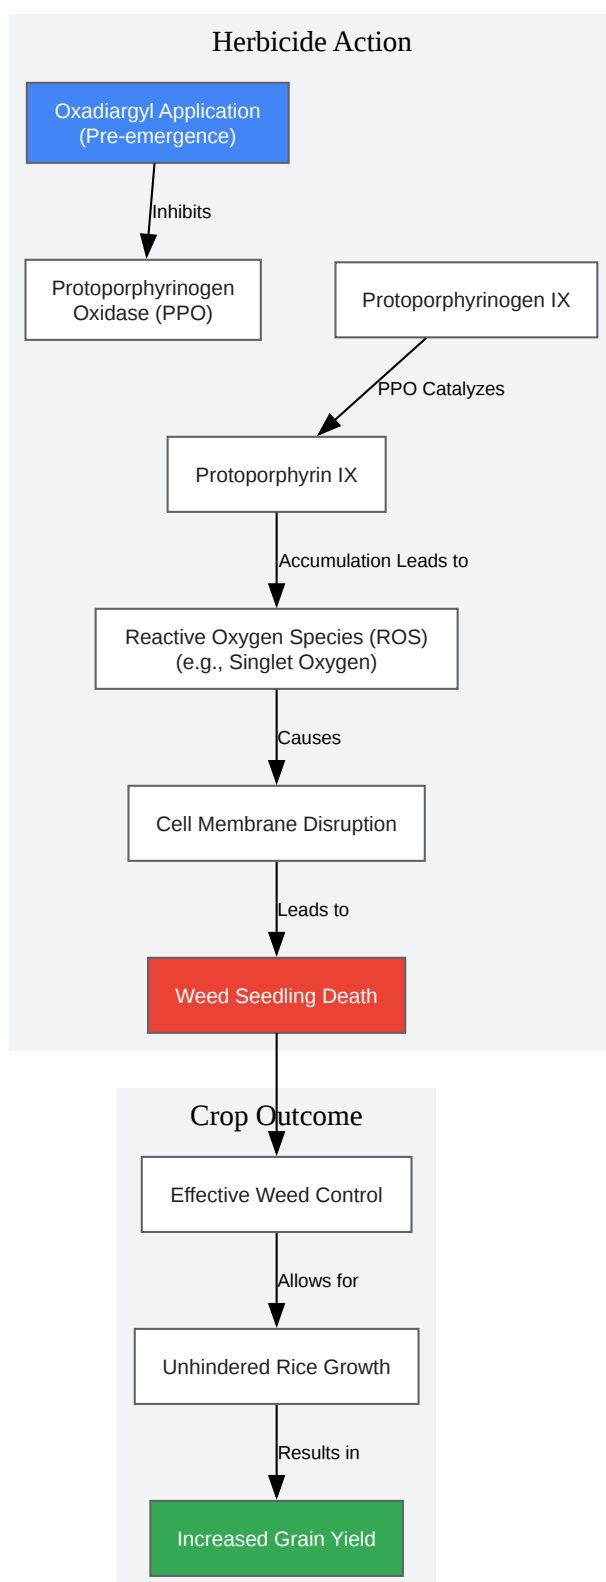 Herbicide Action
Oxadiargyl Application
(Pre-emergence)
Inhibits
Protoporphyrinogen
Oxidase (PPO)
Protoporphyrinogen IX
PPO Catalyzes
Protoporphyrin IX
Accumulation Leads to
Reactive Oxygen Species (ROS)
(e.g., Singlet Oxygen)
Causes
Cell Membrane Disruption
Leads to
Weed Seedling Death
Crop Outcome
Effective Weed Control
Allows for
Unhindered Rice Growth
Results in
Increased Grain Yield